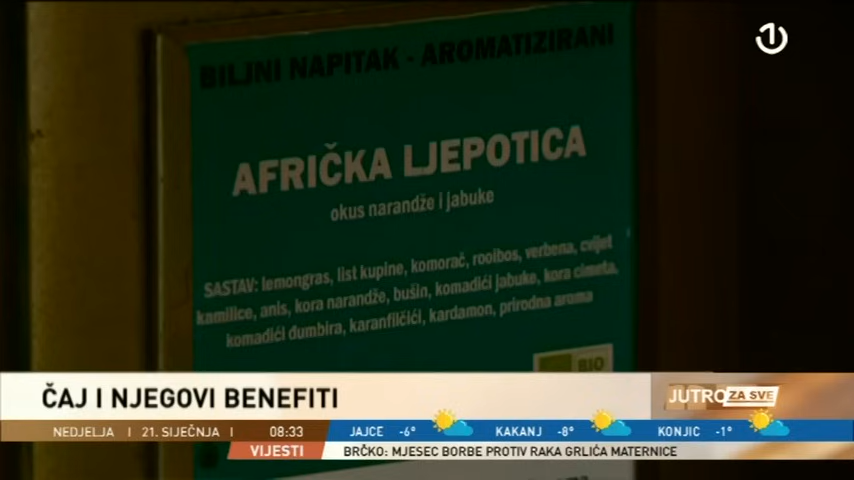 BILJNI NAPITAK - AROMATIZIRANI
AFRIČKA LJEPOTICA
okus narandže i jabuke
SASTAV: lemongras, list kupine, komorač, rooibos, verbena, cvijet
kamilice, anis, kora narandže, bušin, komadići jabuke, kora cimeta,
komadići đumbira, karanfilčići, kardamon, prirodna aroma
BIO
ČAJ I NJEGOVI BENEFITI
JUTRO ZA SVE
NEDJELJA | 21. SIJEČNJA | 08:33
JAJCE -6° KAKANJ -8° KONJIC -1°
VIJESTI
BRČKO: MJESEC BORBE PROTIV RAKA GRLIĆA MATERNICE